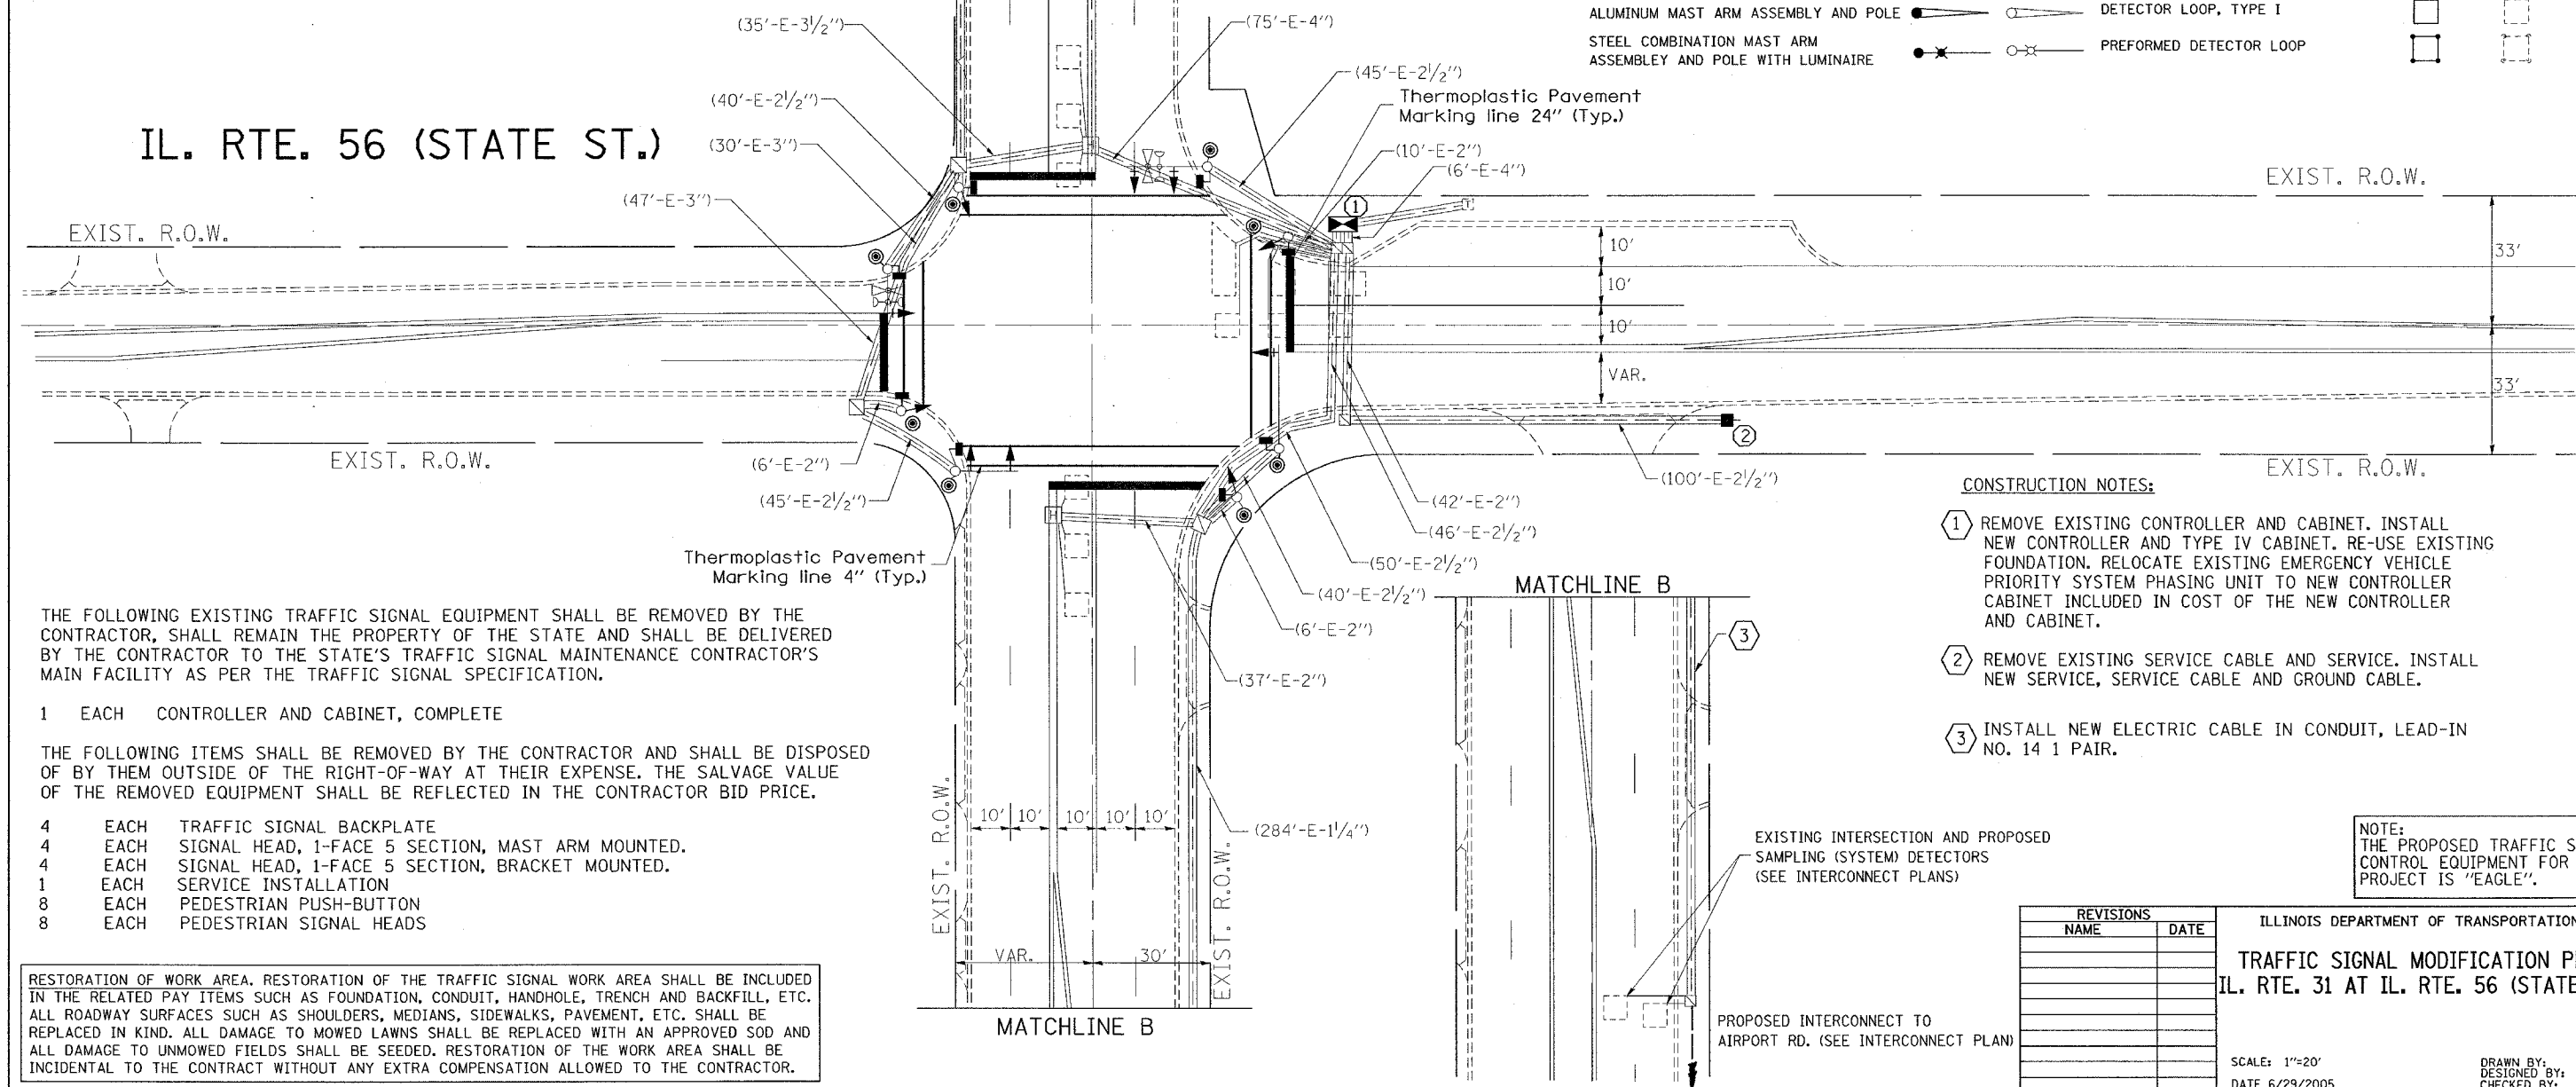 ALUMINUM MAST ARM ASSEMBLY AND POLE
DETECTOR LOOP, TYPE I
STEEL COMBINATION MAST ARM
ASSEMBLEY AND POLE WITH LUMINAIRE
PREFORMED DETECTOR LOOP
IL. RTE. 56 (STATE ST.)
(35'-E-3½")
(75'-E-4")
(40'-E-2½")
(45'-E-2½")
Thermoplastic Pavement
Marking line 24" (Typ.)
(30'-E-3")
(10'-E-2")
(6'-E-4")
(47'-E-3")
EXIST. R.O.W.
EXIST. R.O.W.
1
10'
10'
10'
VAR.
33'
33'
2
EXIST. R.O.W.
EXIST. R.O.W.
(6'-E-2")
(45'-E-2½")
(100'-E-2½")
(42'-E-2")
(46'-E-2½")
(50'-E-2½")
(40'-E-2½")
(6'-E-2")
(37'-E-2")
(284'-E-1¼")
H
Thermoplastic Pavement
Marking line 4" (Typ.)
THE FOLLOWING EXISTING TRAFFIC SIGNAL EQUIPMENT SHALL BE REMOVED BY THE
CONTRACTOR, SHALL REMAIN THE PROPERTY OF THE STATE AND SHALL BE DELIVERED
BY THE CONTRACTOR TO THE STATE'S TRAFFIC SIGNAL MAINTENANCE CONTRACTOR'S
MAIN FACILITY AS PER THE TRAFFIC SIGNAL SPECIFICATION.
1 EACH CONTROLLER AND CABINET, COMPLETE
THE FOLLOWING ITEMS SHALL BE REMOVED BY THE CONTRACTOR AND SHALL BE DISPOSED
OF BY THEM OUTSIDE OF THE RIGHT-OF-WAY AT THEIR EXPENSE. THE SALVAGE VALUE
OF THE REMOVED EQUIPMENT SHALL BE REFLECTED IN THE CONTRACTOR BID PRICE.
4 EACH TRAFFIC SIGNAL BACKPLATE
4 EACH SIGNAL HEAD, 1-FACE 5 SECTION, MAST ARM MOUNTED.
4 EACH SIGNAL HEAD, 1-FACE 5 SECTION, BRACKET MOUNTED.
1 EACH SERVICE INSTALLATION
8 EACH PEDESTRIAN PUSH-BUTTON
8 EACH PEDESTRIAN SIGNAL HEADS
RESTORATION OF WORK AREA. RESTORATION OF THE TRAFFIC SIGNAL WORK AREA SHALL BE INCLUDED
IN THE RELATED PAY ITEMS SUCH AS FOUNDATION, CONDUIT, HANDHOLE, TRENCH AND BACKFILL, ETC.
ALL ROADWAY SURFACES SUCH AS SHOULDERS, MEDIANS, SIDEWALKS, PAVEMENT, ETC. SHALL BE
REPLACED IN KIND. ALL DAMAGE TO MOWED LAWNS SHALL BE REPLACED WITH AN APPROVED SOD AND
ALL DAMAGE TO UNMOWED FIELDS SHALL BE SEEDED. RESTORATION OF THE WORK AREA SHALL BE
INCIDENTAL TO THE CONTRACT WITHOUT ANY EXTRA COMPENSATION ALLOWED TO THE CONTRACTOR.
EXIST. R.O.W.
10' 10' 10' 10' 10'
VAR.
30'
EXIST. R.O.W.
MATCHLINE B
MATCHLINE B
3
EXISTING INTERSECTION AND PROPOSED
SAMPLING (SYSTEM) DETECTORS
(SEE INTERCONNECT PLANS)
PROPOSED INTERCONNECT TO
AIRPORT RD. (SEE INTERCONNECT PLAN)
CONSTRUCTION NOTES:
1 REMOVE EXISTING CONTROLLER AND CABINET. INSTALL
NEW CONTROLLER AND TYPE IV CABINET. RE-USE EXISTING
FOUNDATION. RELOCATE EXISTING EMERGENCY VEHICLE
PRIORITY SYSTEM PHASING UNIT TO NEW CONTROLLER
CABINET INCLUDED IN COST OF THE NEW CONTROLLER
AND CABINET.
2 REMOVE EXISTING SERVICE CABLE AND SERVICE. INSTALL
NEW SERVICE, SERVICE CABLE AND GROUND CABLE.
3 INSTALL NEW ELECTRIC CABLE IN CONDUIT, LEAD-IN
NO. 14 1 PAIR.
NOTE:
THE PROPOSED TRAFFIC S
CONTROL EQUIPMENT FOR
PROJECT IS "EAGLE".
REVISIONS
NAME DATE
ILLINOIS DEPARTMENT OF TRANSPORTATION
TRAFFIC SIGNAL MODIFICATION P
IL. RTE. 31 AT IL. RTE. 56 (STATE
SCALE: 1"=20'
DATE 6/29/2005
DRAWN BY:
DESIGNED BY:
CHECKED BY: